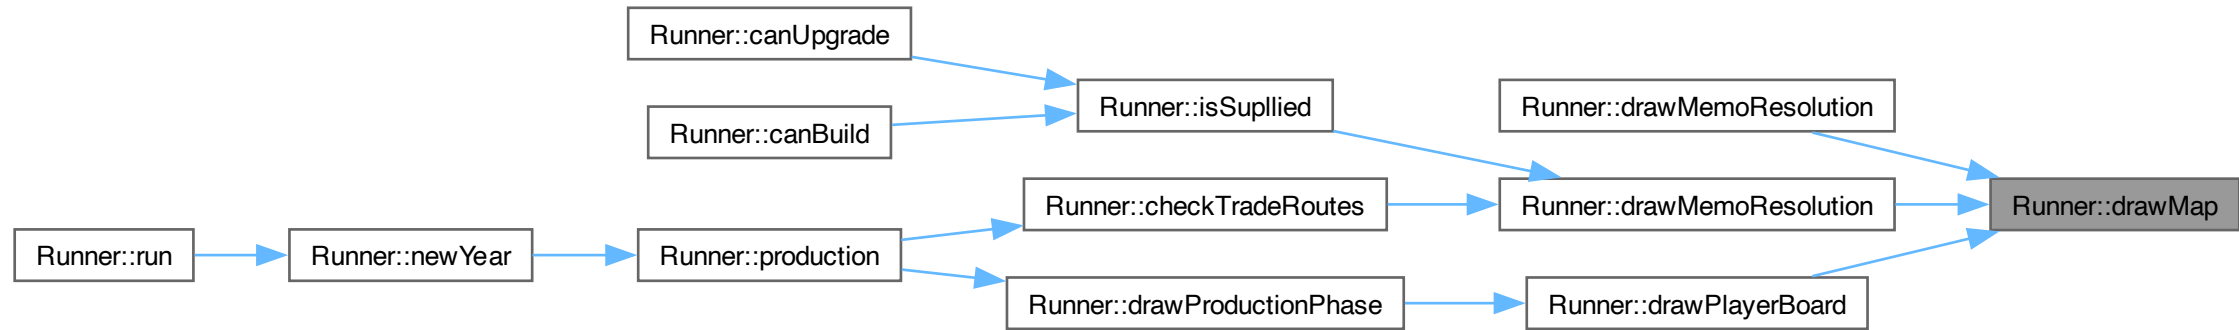 Runner::canUpgrade
Runner::isSupllied
Runner::drawMemoResolution
Runner::canBuild
Runner::checkTradeRoutes
Runner::drawMemoResolution
Runner::drawMap
Runner::run
Runner::newYear
Runner::production
Runner::drawProductionPhase
Runner::drawPlayerBoard